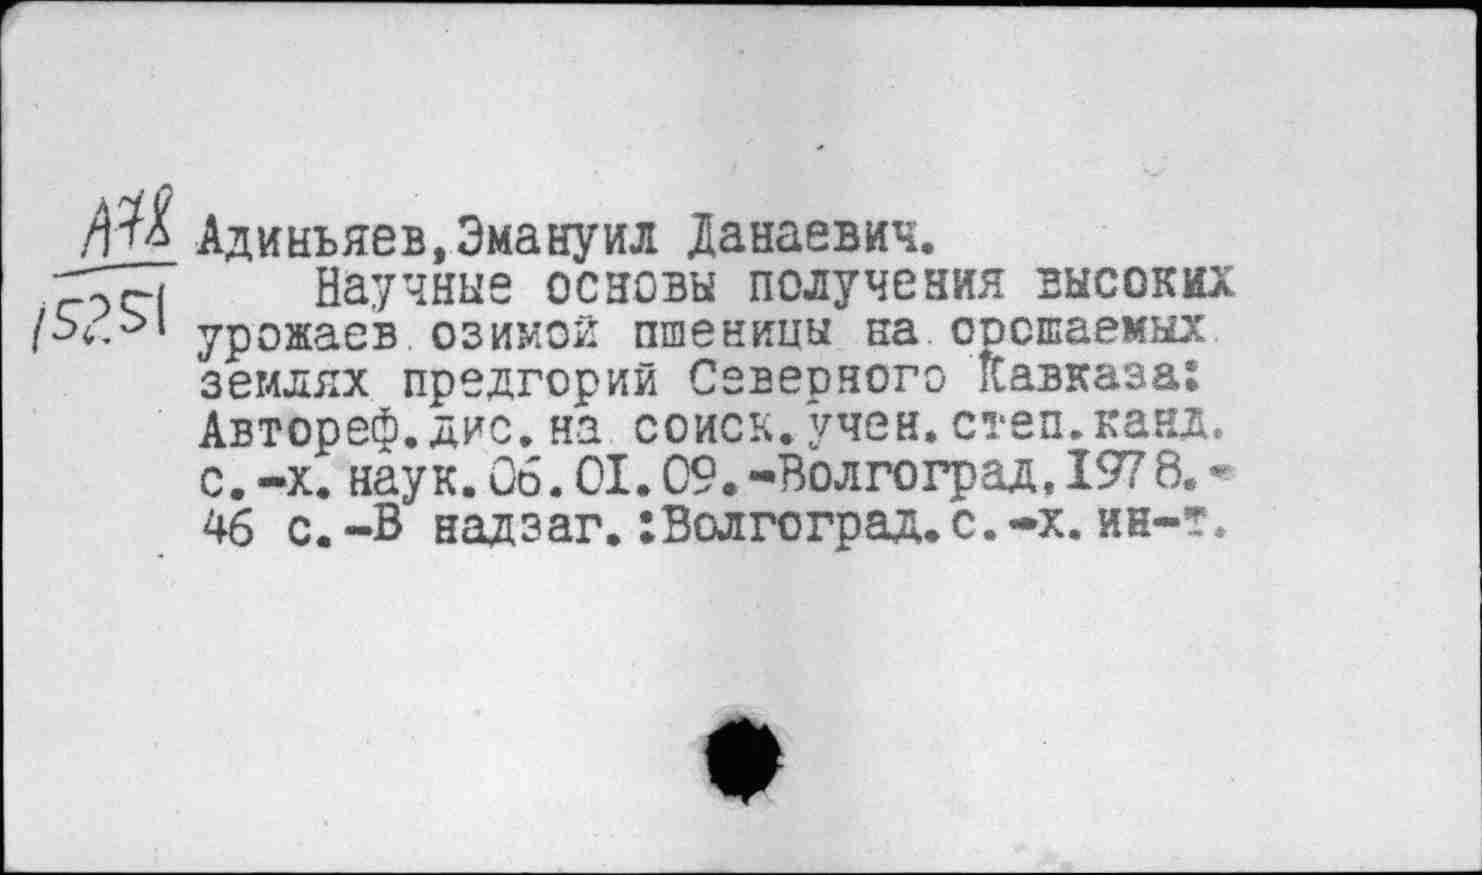 А78 Адиньяев,Эмануил Данаевич.
15251 Научные основы получения высоких
урожаев озимой пшеницы на орошаемых
землях предгорий Северного Кавказа:
Автореф.дис.на соиск.учен.степ.канд.
с.-х. наук.06.01.09.-Волгоград,1978.-
46 с.-В надзаг.:Волгоград.с.-х.ин-т.